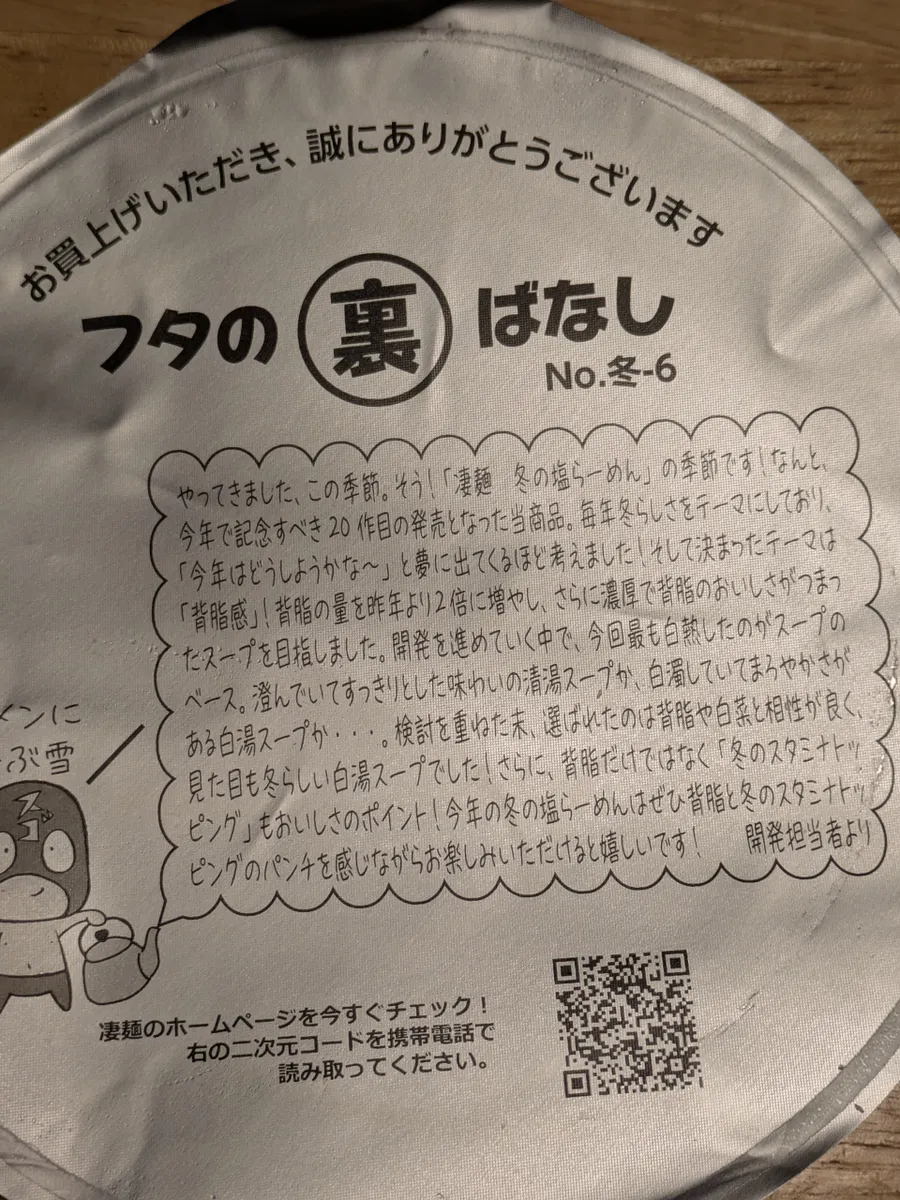 お買上げいただき、誠にありがとうございます
フタの裏ばなし
No.冬-6
やってきました、この季節。そう!「凄麺　冬の塩らーめん」の季節です!なんと、
今年で記念すべき20作目の発売となった当商品。毎年冬らしさをテーマにしており、
「今年はどうしようかな〜」と夢に出てくるほど考えました!そして決まったテーマは
「背脂感」!背脂の量を昨年より2倍に増やし、さらに濃厚で背脂のおいしさがつまっ
たスープを目指しました。開発を進めていく中で、今回最も白熱したのがスープの
ベース。澄んでいてすっきりとした味わいの清湯スープか、白濁していてまろやかさが
ある白湯スープか・・・。検討を重ねた末、選ばれたのは背脂や白菜と相性が良く、
見た目も冬らしい白湯スープでした!さらに、背脂だけではなく「冬のスタミナトッ
ピング」もおいしさのポイント!今年の冬の塩らーめんはぜひ背脂と冬のスタミナトッ
ピングのパンチを感じながらお楽しみいただけると嬉しいです!　開発担当者より
メンに
ぶ雪
凄麺のホームページを今すぐチェック!
右の二次元コードを携帯電話で
読み取ってください。